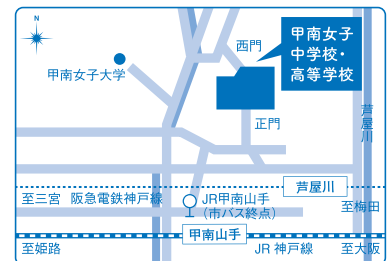 N
甲南女子
中学校・
高等学校
西門
甲南女子大学
正門
芦屋川
芦屋川
至三宮 阪急電鉄神戸線
JR甲南山手
(市バス終点)
至梅田
甲南山手
至姫路
JR 神戸線
至大阪